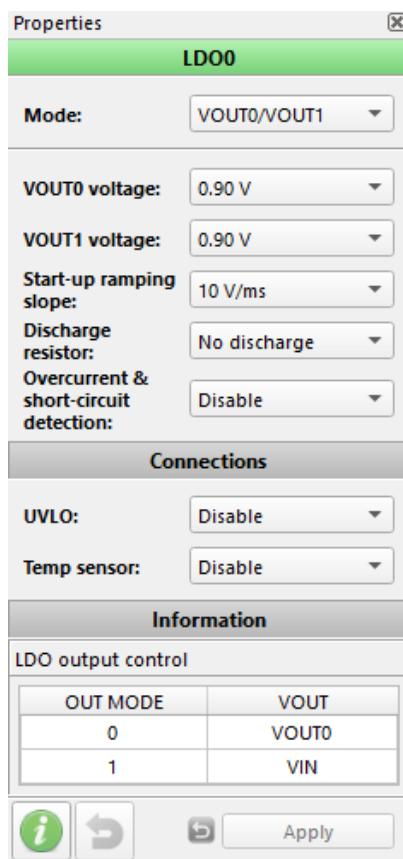 Properties
LDO0
Mode: VOUT0/VOUT1
VOUT0 voltage: 0.90 V
VOUT1 voltage: 0.90 V
Start-up ramping
slope: 10 V/ms
Discharge
resistor: No discharge
Overcurrent &
short-circuit
detection: Disable
Connections
UVLO: Disable
Temp sensor: Disable
Information
LDO output control
OUT MODE VOUT
0 VOUT0
1 VIN
i Apply